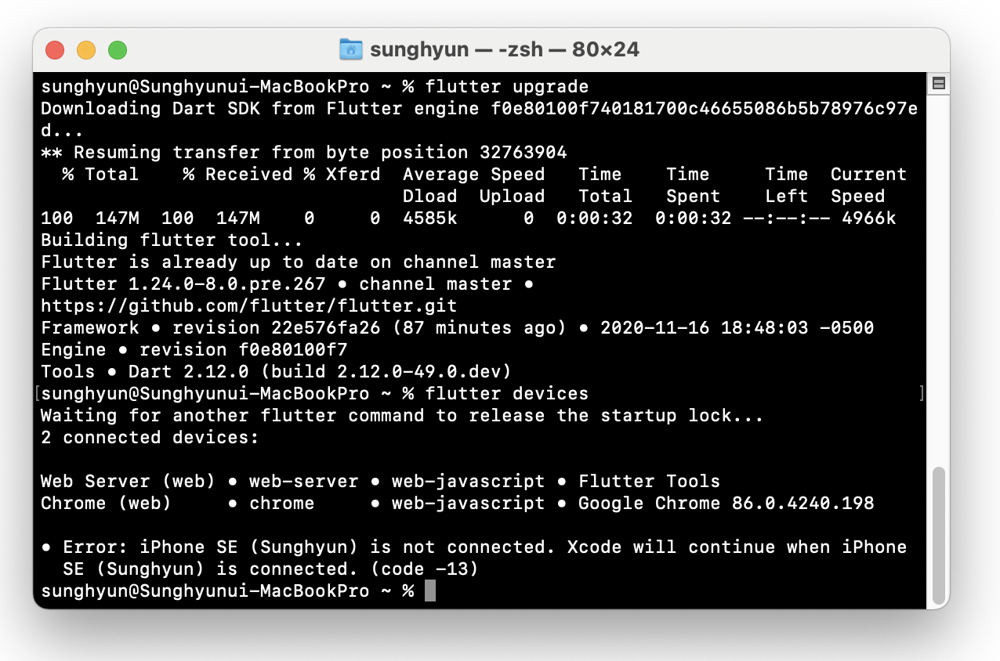 sunghyun — -zsh — 80×24
sunghyun@Sunghyunui-MacBookPro ~ % flutter upgrade
Downloading Dart SDK from Flutter engine f0e80100f740181700c46655086b5b78976c97e
d...
** Resuming transfer from byte position 32763904
  % Total    % Received % Xferd  Average Speed   Time    Time     Time  Current
                                 Dload  Upload   Total   Spent    Left  Speed
100  147M  100  147M    0     0  4585k      0  0:00:32  0:00:32 --:--:-- 4966k
Building flutter tool...
Flutter is already up to date on channel master
Flutter 1.24.0-8.0.pre.267 • channel master •
https://github.com/flutter/flutter.git
Framework • revision 22e576fa26 (87 minutes ago) • 2020-11-16 18:48:03 -0500
Engine • revision f0e80100f7
Tools • Dart 2.12.0 (build 2.12.0-49.0.dev)
[sunghyun@Sunghyunui-MacBookPro ~ % flutter devices                             ]
Waiting for another flutter command to release the startup lock...
2 connected devices:

Web Server (web) • web-server • web-javascript • Flutter Tools
Chrome (web)     • chrome     • web-javascript • Google Chrome 86.0.4240.198

• Error: iPhone SE (Sunghyun) is not connected. Xcode will continue when iPhone
  SE (Sunghyun) is connected. (code -13)
sunghyun@Sunghyunui-MacBookPro ~ %